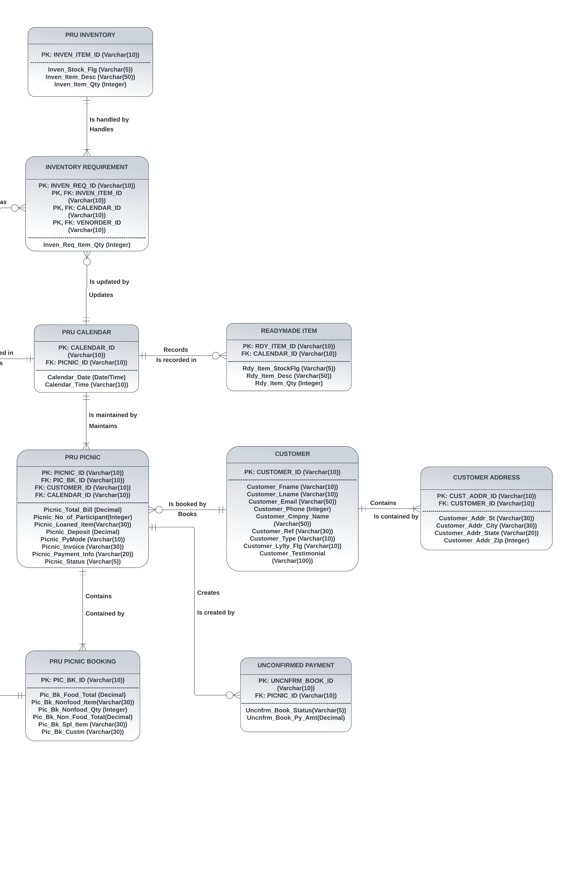 PRU INVENTORY
PK: INVEN_ITEM_ID (Varchar(10))
Inven_Stock_Flg (Varchar(5))
Inven_Item_Desc (Varchar(50))
Inven_Item_Qty (Integer)
Is handled by
Handles
INVENTORY REQUIREMENT
PK: INVEN_REQ_ID (Varchar(10))
PK, FK: INVEN_ITEM_ID
(Varchar(10))
PK, FK: CALENDAR_ID
(Varchar(10))
PK, FK: VENORDER_ID
(Varchar(10))
Inven_Req_Item_Qty (Integer)
as
Is updated by
Updates
PRU CALENDAR
PK: CALENDAR_ID
(Varchar(10))
FK: PICNIC_ID (Varchar(10))
Calendar_Date (Date/Time)
Calendar_Time (Varchar(10))
ed in
s
Records
Is recorded in
READYMADE ITEM
PK: RDY_ITEM_ID (Varchar(10))
FK: CALENDAR_ID (Varchar(10))
Rdy_Item_StockFlg (Varchar(5))
Rdy_Item_Desc (Varchar(50))
Rdy_Item_Qty (Integer)
Is maintained by
Maintains
PRU PICNIC
PK: PICNIC_ID (Varchar(10))
FK: PIC_BK_ID (Varchar(10))
FK: CUSTOMER_ID (Varchar(10))
FK: CALENDAR_ID (Varchar(10))
Picnic_Total_Bill (Decimal)
Picnic_No_of_Participant(Integer)
Picnic_Loaned_Item(Varchar(30))
Picnic_Deposit (Decimal)
Picnic_PyMode (Varchar(10))
Picnic_Invoice (Varchar(30))
Picnic_Payment_Info (Varchar(20))
Picnic_Status (Varchar(5))
Is booked by
Books
CUSTOMER
PK: CUSTOMER_ID (Varchar(10))
Customer_Fname (Varchar(10))
Customer_Lname (Varchar(10))
Customer_Email (Varchar(50))
Customer_Phone (Integer)
Customer_Cmpny_Name
(Varchar(50))
Customer_Ref (Varchar(30))
Customer_Type (Varchar(10))
Customer_Lylty_Flg (Varchar(10))
Customer_Testimonial
(Varchar(100))
Contains
Is contained by
CUSTOMER ADDRESS
PK: CUST_ADDR_ID (Varchar(10))
FK: CUSTOMER_ID (Varchar(10))
Customer_Addr_St (Varchar(30))
Customer_Addr_City (Varchar(30))
Customer_Addr_State (Varchar(20))
Customer_Addr_Zip (Integer)
Contains
Contained by
Creates
Is created by
PRU PICNIC BOOKING
PK: PIC_BK_ID (Varchar(10))
Pic_Bk_Food_Total (Decimal)
Pic_Bk_Nonfood_Item(Varchar(30))
Pic_Bk_Nonfood_Qty (Integer)
Pic_Bk_Non_Food_Total(Decimal)
Pic_Bk_Spl_Item (Varchar(30))
Pic_Bk_Custm (Varchar(30))
UNCONFIRMED PAYMENT
PK: UNCNFRM_BOOK_ID
(Varchar(10))
FK: PICNIC_ID (Varchar(10))
Uncnfrm_Book_Status(Varchar(5))
Uncnfrm_Book_Py_Amt(Decimal)